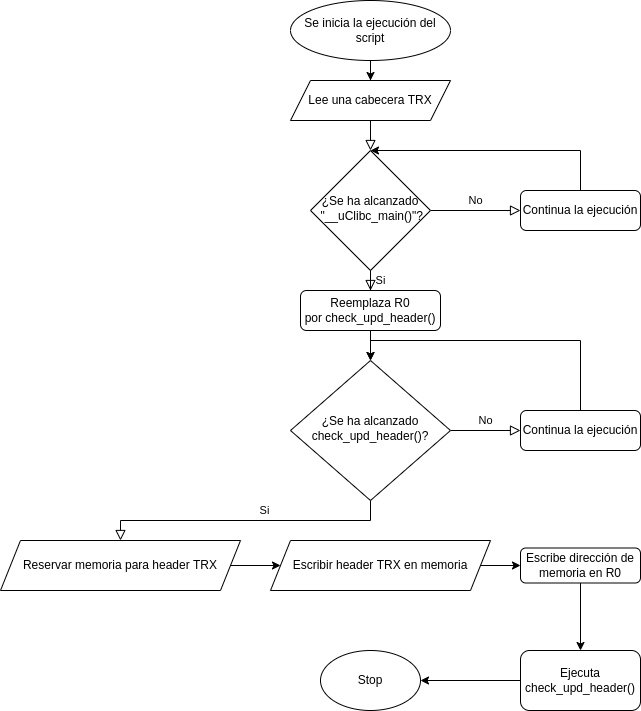 Se inicia la ejecución del
script
Lee una cabecera TRX
¿Se ha alcanzado
"__uClibc_main()"?
No
Continua la ejecución
Si
Reemplaza R0
por check_upd_header()
¿Se ha alcanzado
check_upd_header()?
No
Continua la ejecución
Si
Reservar memoria para header TRX
Escribir header TRX en memoria
Escribe dirección de
memoria en R0
Ejecuta
check_upd_header()
Stop